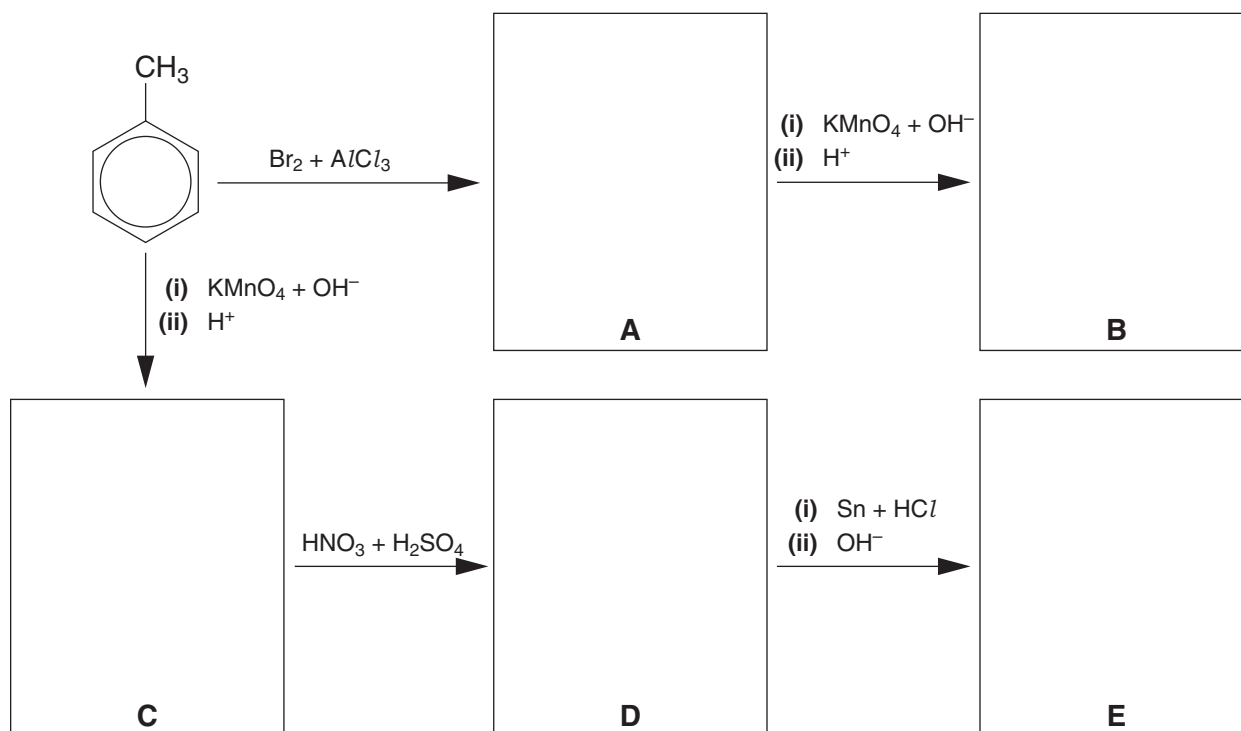 CH₃
Br₂ + AlCl₃
(i) KMnO₄ + OH⁻
(ii) H⁺
A
B
(i) KMnO₄ + OH⁻
(ii) H⁺
C
HNO₃ + H₂SO₄
D
(i) Sn + HCl
(ii) OH⁻
E